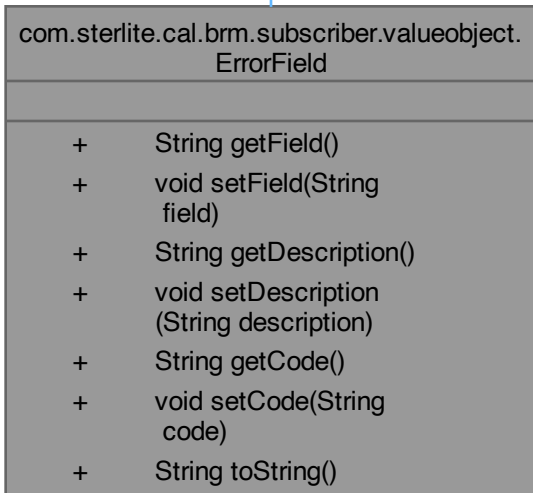 com.sterlite.cal.brm.subscriber.valueobject.
ErrorField
+ String getField()
+ void setField(String
field)
+ String getDescription()
+ void setDescription
(String description)
+ String getCode()
+ void setCode(String
code)
+ String toString()